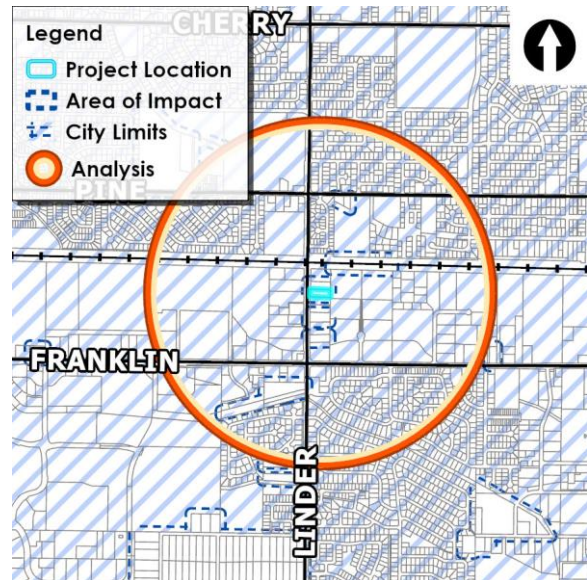 CHERRY
Legend
Project Location
Area of Impact
City Limits
Analysis
PINE
FRANKLIN
LINDER